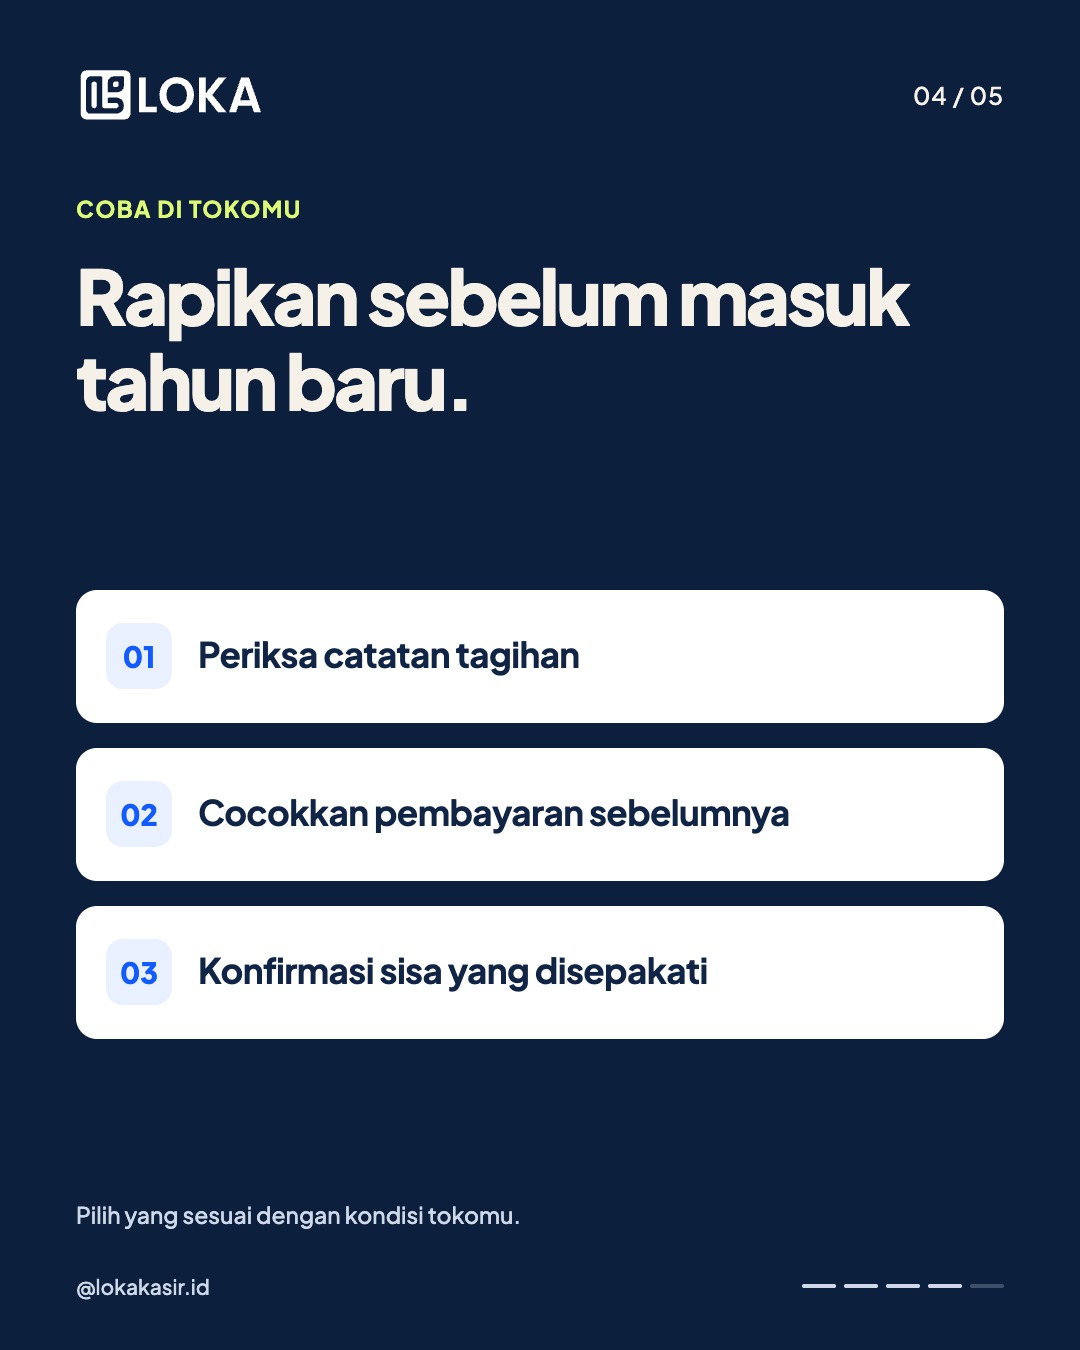 LOKA
04 / 05
COBA DI TOKOMU
Rapikan sebelum masuk
tahun baru.
01 Periksa catatan tagihan
02 Cocokkan pembayaran sebelumnya
03 Konfirmasi sisa yang disepakati
Pilih yang sesuai dengan kondisi tokomu.
@lokakasir.id